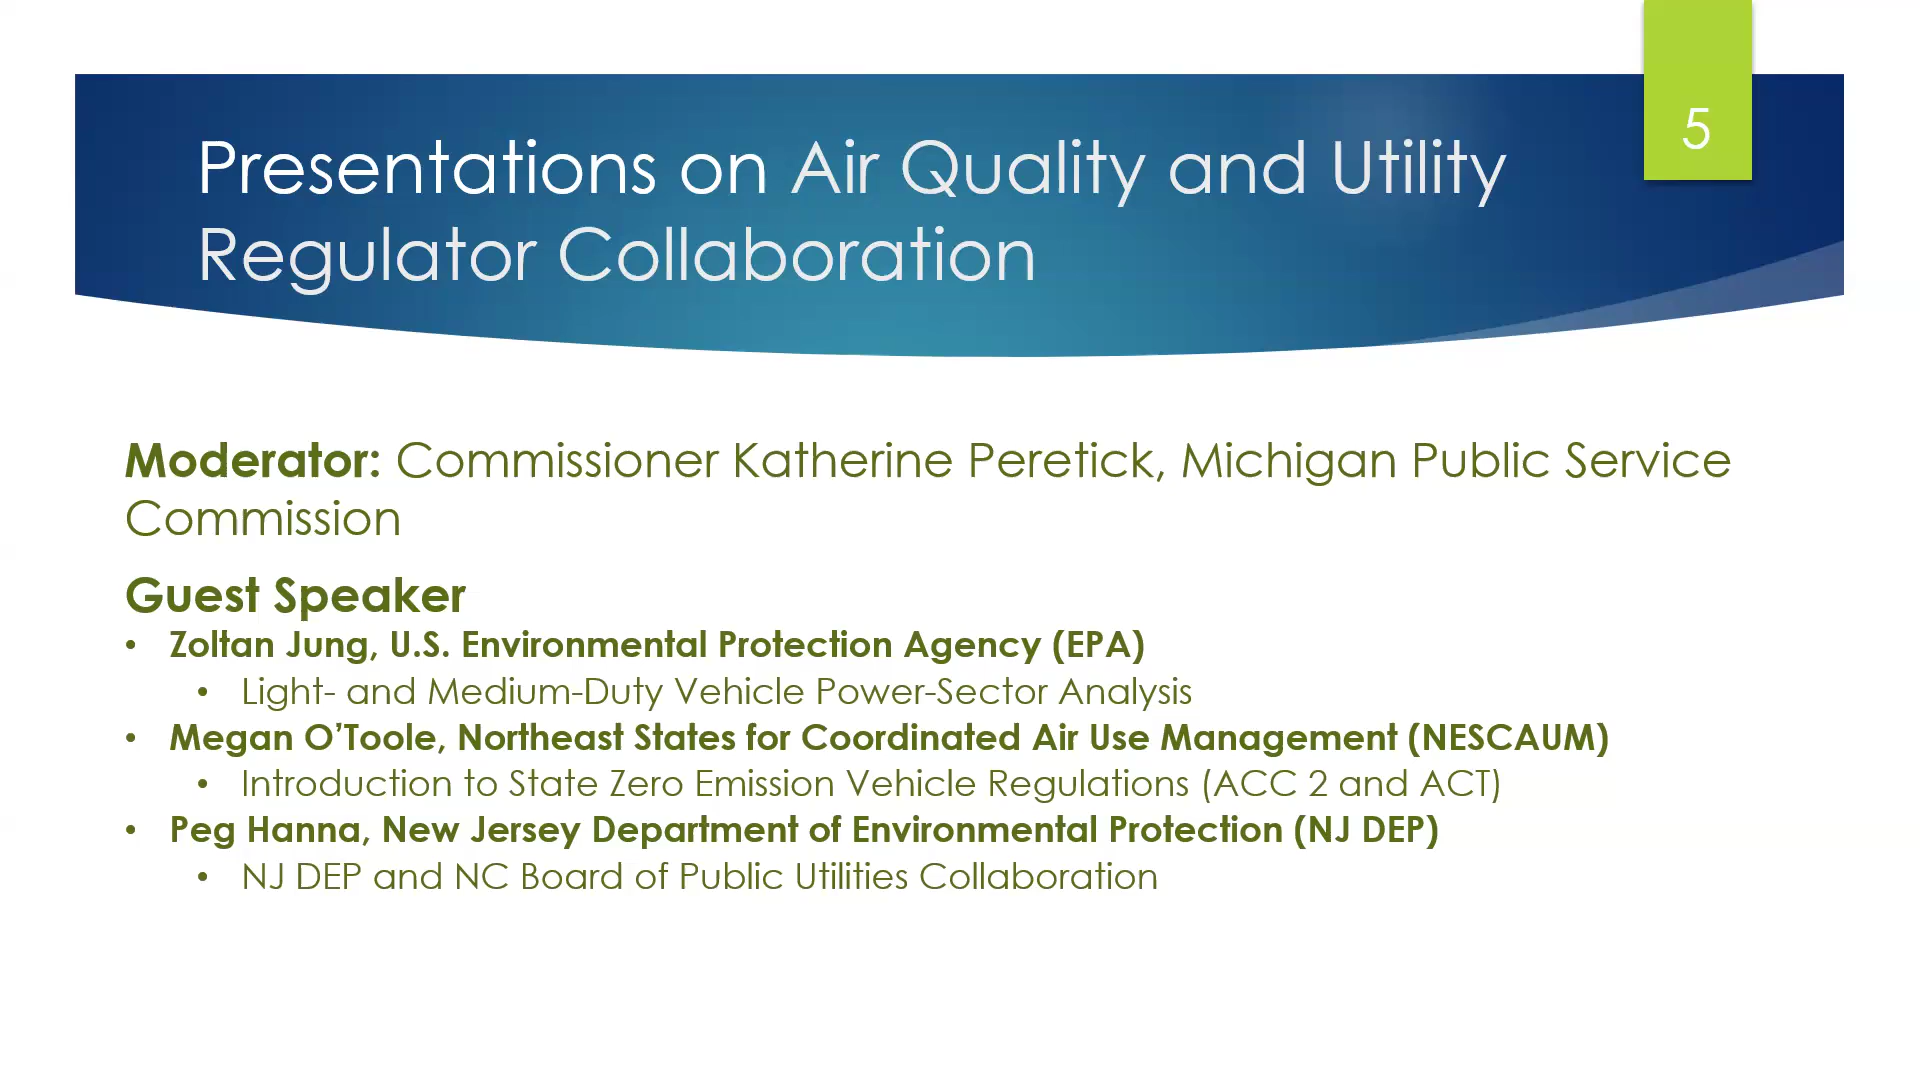 5
Presentations on Air Quality and Utility
Regulator Collaboration
Moderator: Commissioner Katherine Peretick, Michigan Public Service
Commission
Guest Speaker
• Zoltan Jung, U.S. Environmental Protection Agency (EPA)
• Light- and Medium-Duty Vehicle Power-Sector Analysis
• Megan O’Toole, Northeast States for Coordinated Air Use Management (NESCAUM)
• Introduction to State Zero Emission Vehicle Regulations (ACC 2 and ACT)
• Peg Hanna, New Jersey Department of Environmental Protection (NJ DEP)
• NJ DEP and NC Board of Public Utilities Collaboration